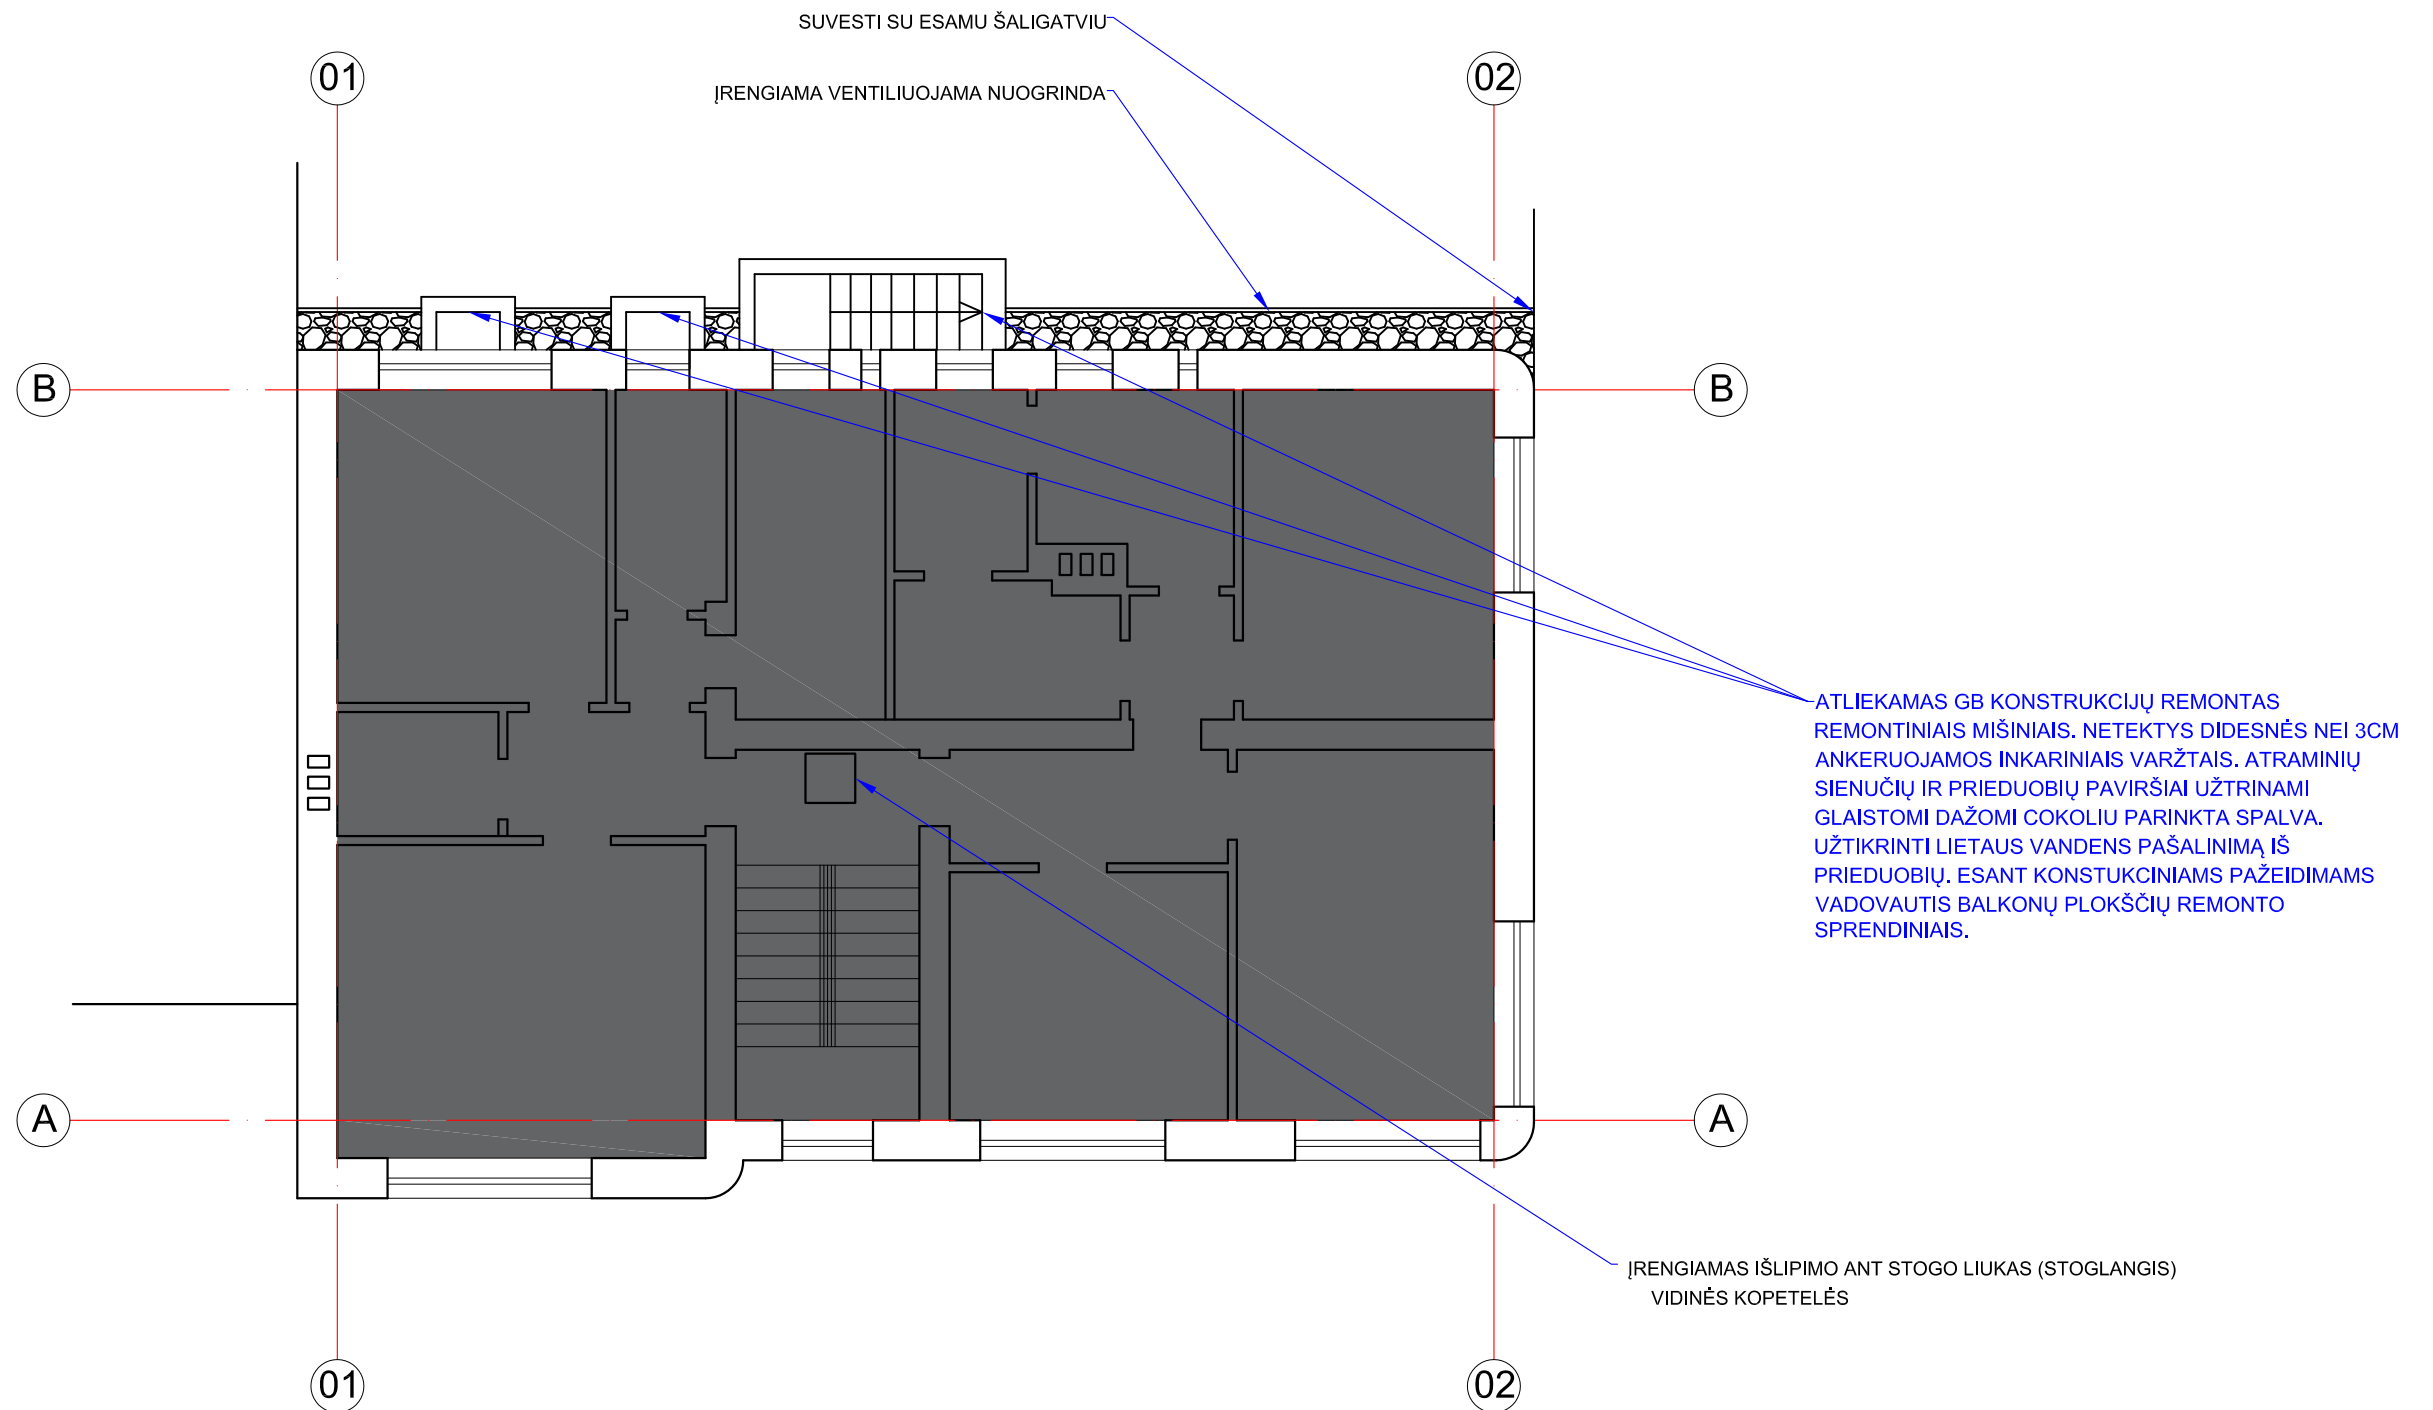 SUVESTI SU ESAMU ŠALIGATVIU
01
02
ĮRENGIAMA VENTILIUOJAMA NUOGRINDA
B
B
ATLIEKAMAS GB KONSTRUKCIJŲ REMONTAS
REMONTINIAIS MIŠINIAIS. NETEKTYS DIDESNĖS NEI 3CM
ANKERUOJAMOS INKARINIAIS VARŽTAIS. ATRAMINIŲ
SIENUČIŲ IR PRIEDUOBIŲ PAVIRŠIAI UŽTRINAMI
GLAISTOMI DAŽOMI COKOLIU PARINKTA SPALVA.
UŽTIKRINTI LIETAUS VANDENS PAŠALINIMĄ IŠ
PRIEDUOBIŲ. ESANT KONSTUKCINIAMS PAŽEIDIMAMS
VADOVAUTIS BALKONŲ PLOKŠČIŲ REMONTO
SPRENDINIAIS.
A
A
ĮRENGIAMAS IŠLIPIMO ANT STOGO LIUKAS (STOGLANGIS)
VIDINĖS KOPETELĖS
01
02